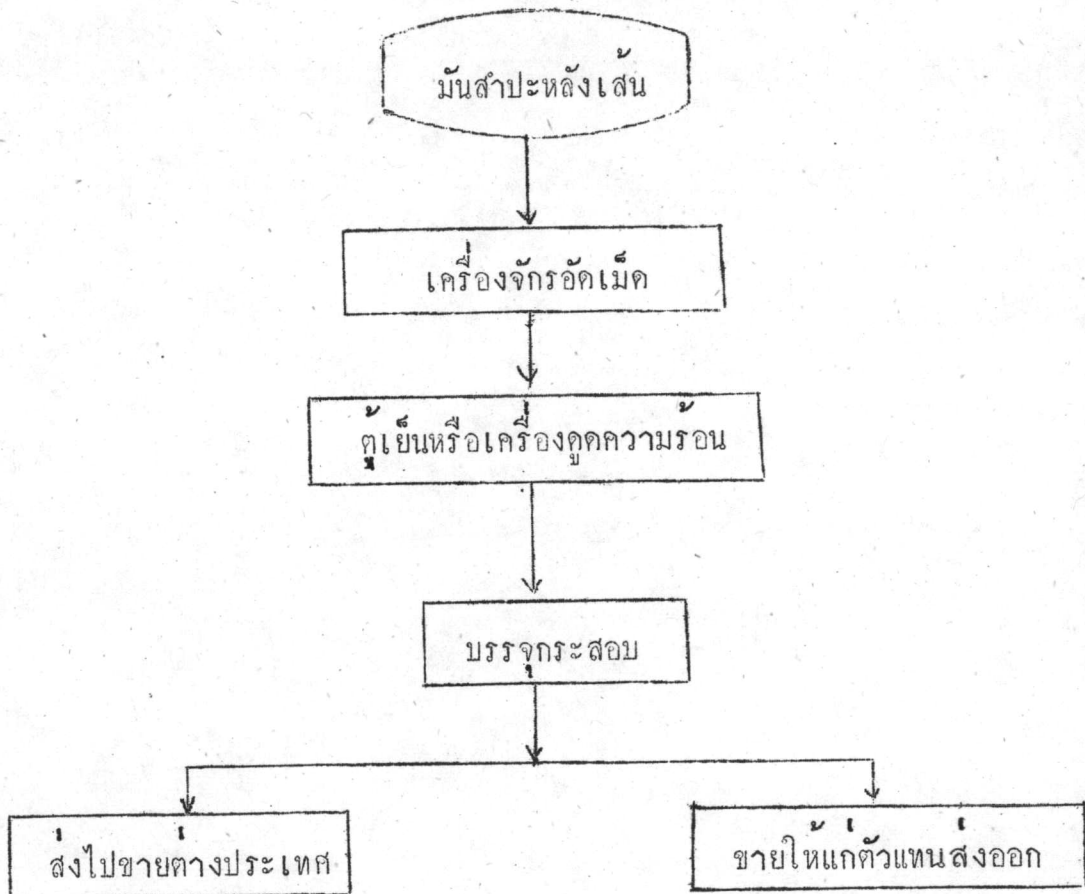 มันสำปะหลังเส้น
เครื่องจักรอัดเม็ด
ตู้เย็นหรือเครื่องดูดความร้อน
บรรจุกระสอบ
ส่งไปขายต่างประเทศ
ขายให้แก่ตัวแทนส่งออก